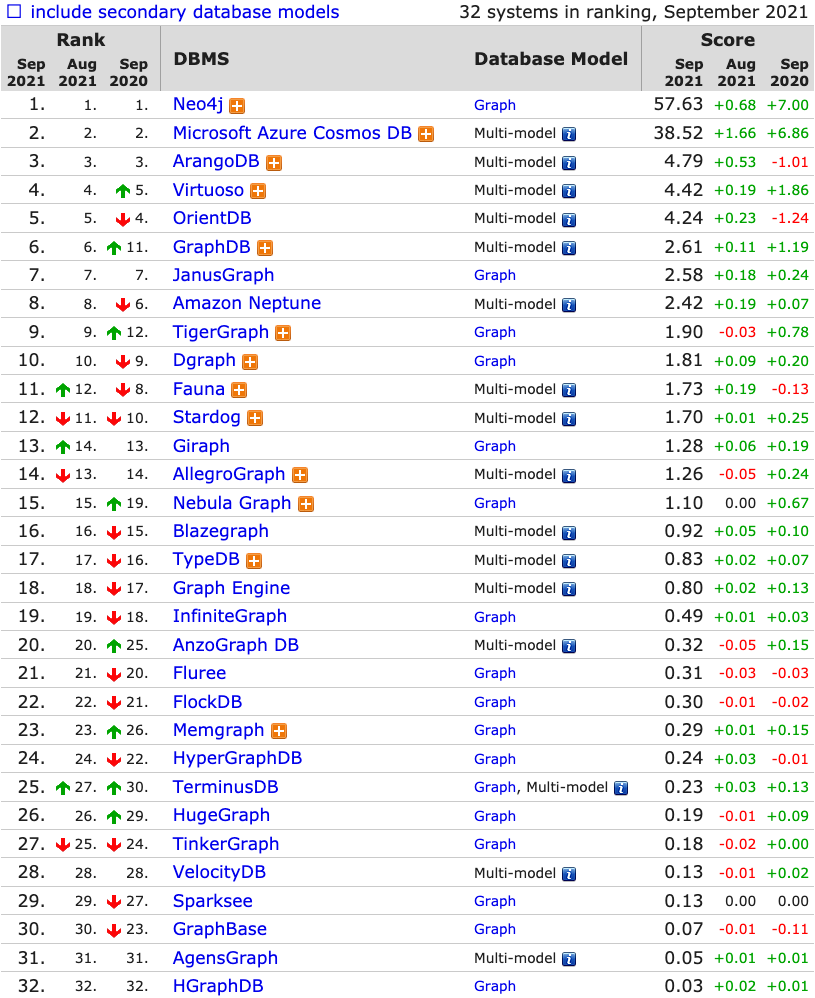 include secondary database models 32 systems in ranking, September 2021
Rank DBMS Database Model Score
Sep 2021 Aug 2021 Sep 2020 Sep 2021 Aug 2021 Sep 2020
1. 1. 1. Neo4j Graph 57.63 +0.68 +7.00
2. 2. 2. Microsoft Azure Cosmos DB Multi-model 38.52 +1.66 +6.86
3. 3. 3. ArangoDB Multi-model 4.79 +0.53 -1.01
4. 4. 5. Virtuoso Multi-model 4.42 +0.19 +1.86
5. 5. 4. OrientDB Multi-model 4.24 +0.23 -1.24
6. 6. 11. GraphDB Multi-model 2.61 +0.11 +1.19
7. 7. 7. JanusGraph Graph 2.58 +0.18 +0.24
8. 8. 6. Amazon Neptune Multi-model 2.42 +0.19 +0.07
9. 9. 12. TigerGraph Graph 1.90 -0.03 +0.78
10. 10. 9. Dgraph Graph 1.81 +0.09 +0.20
11. 12. 8. Fauna Multi-model 1.73 +0.19 -0.13
12. 11. 10. Stardog Multi-model 1.70 +0.01 +0.25
13. 14. 13. Giraph Graph 1.28 +0.06 +0.19
14. 13. 14. AllegroGraph Multi-model 1.26 -0.05 +0.24
15. 15. 19. Nebula Graph Graph 1.10 0.00 +0.67
16. 16. 15. Blazegraph Multi-model 0.92 +0.05 +0.10
17. 17. 16. TypeDB Multi-model 0.83 +0.02 +0.07
18. 18. 17. Graph Engine Multi-model 0.80 +0.02 +0.13
19. 19. 18. InfiniteGraph Graph 0.49 +0.01 +0.03
20. 20. 25. AnzoGraph DB Multi-model 0.32 -0.05 +0.15
21. 21. 20. Fluree Graph 0.31 -0.03 -0.03
22. 22. 21. FlockDB Graph 0.30 -0.01 -0.02
23. 23. 26. Memgraph Graph 0.29 +0.01 +0.15
24. 24. 22. HyperGraphDB Graph 0.24 +0.03 -0.01
25. 27. 30. TerminusDB Graph, Multi-model 0.23 +0.03 +0.13
26. 26. 29. HugeGraph Graph 0.19 -0.01 +0.09
27. 25. 24. TinkerGraph Graph 0.18 -0.02 +0.00
28. 28. 28. VelocityDB Multi-model 0.13 -0.01 +0.02
29. 29. 27. Sparksee Graph 0.13 0.00 0.00
30. 30. 23. GraphBase Graph 0.07 -0.01 -0.11
31. 31. 31. AgensGraph Multi-model 0.05 +0.01 +0.01
32. 32. 32. HGraphDB Graph 0.03 +0.02 +0.01